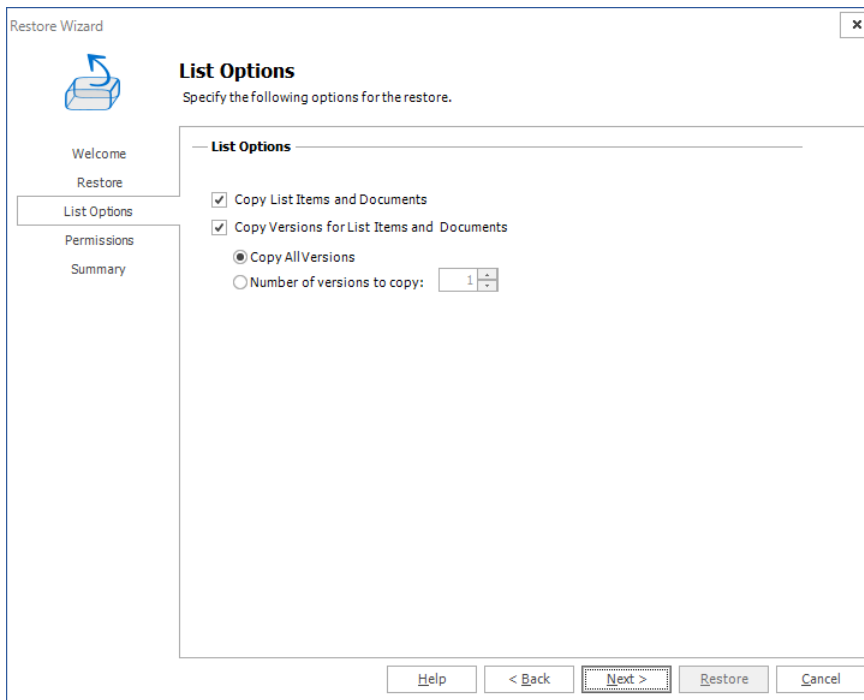 Restore Wizard
List Options
Specify the following options for the restore.
Welcome
Restore
List Options
Permissions
Summary
List Options
Copy List Items and Documents
Copy Versions for List Items and Documents
Copy All Versions
Number of versions to copy: 1
Help
< Back
Next >
Restore
Cancel